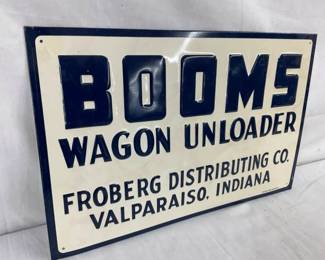 BOOMS
WAGON UNLOADER
FROBERG DISTRIBUTING CO.
VALPARAISO, INDIANA